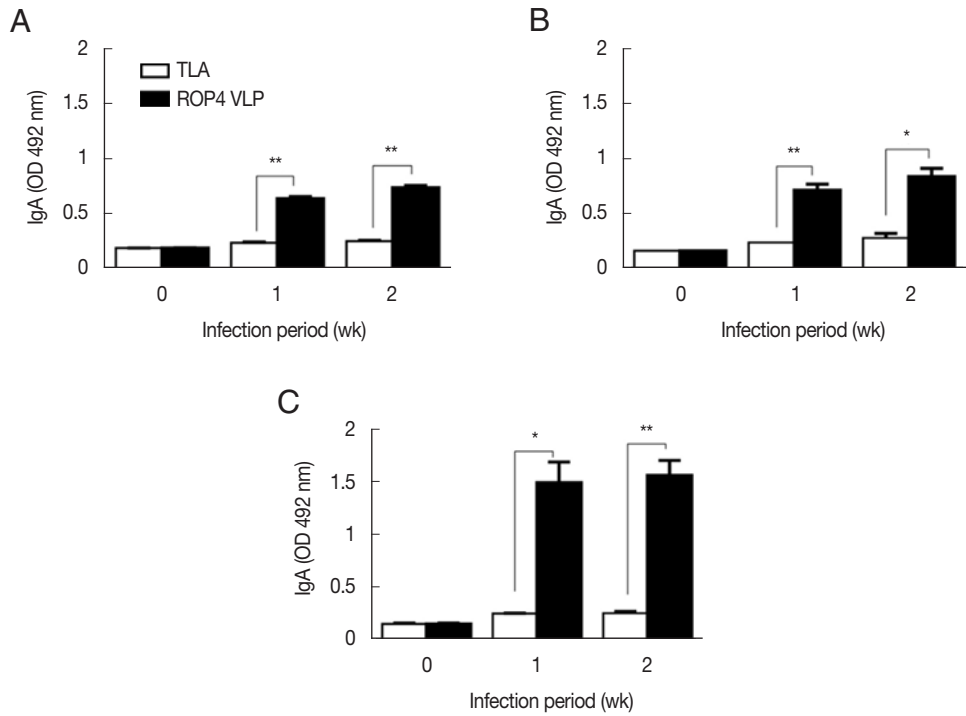 A
IgA (OD 492 nm)
2
1.5
1
0.5
0
TLA
ROP4 VLP
**
**
0 1 2
Infection period (wk)
B
IgA (OD 492 nm)
2
1.5
1
0.5
0
**
*
0 1 2
Infection period (wk)
C
IgA (OD 492 nm)
2
1.5
1
0.5
0
*
**
0 1 2
Infection period (wk)